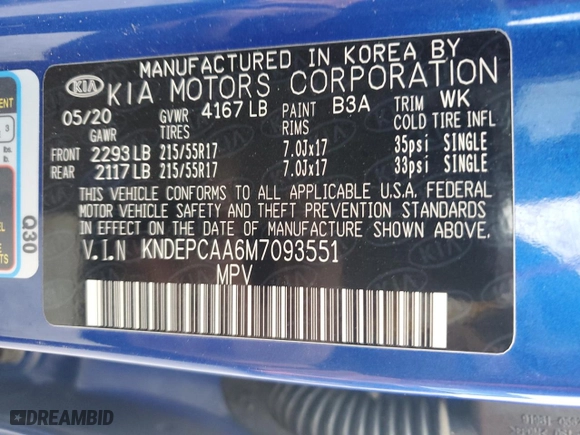 MANUFACTURED IN KOREA BY
KIA KIA MOTORS CORPORATION
05/20 GVWR 4167 LB PAINT B3A TRIM WK
GAWR TIRES RIMS COLD TIRE INFL
FRONT 2293 LB 215/55R17 7.0Jx17 35psi SINGLE
REAR 2117 LB 215/55R17 7.0Jx17 33psi SINGLE
THIS VEHICLE CONFORMS TO ALL APPLICABLE U.S.A. FEDERAL
MOTOR VEHICLE SAFETY AND THEFT PREVENTION STANDARDS
IN EFFECT ON THE DATE OF MANUFACTURE SHOWN ABOVE.
V.I.N KNDEPCAA6M7093551
MPV
Q30
3
DREAMBID